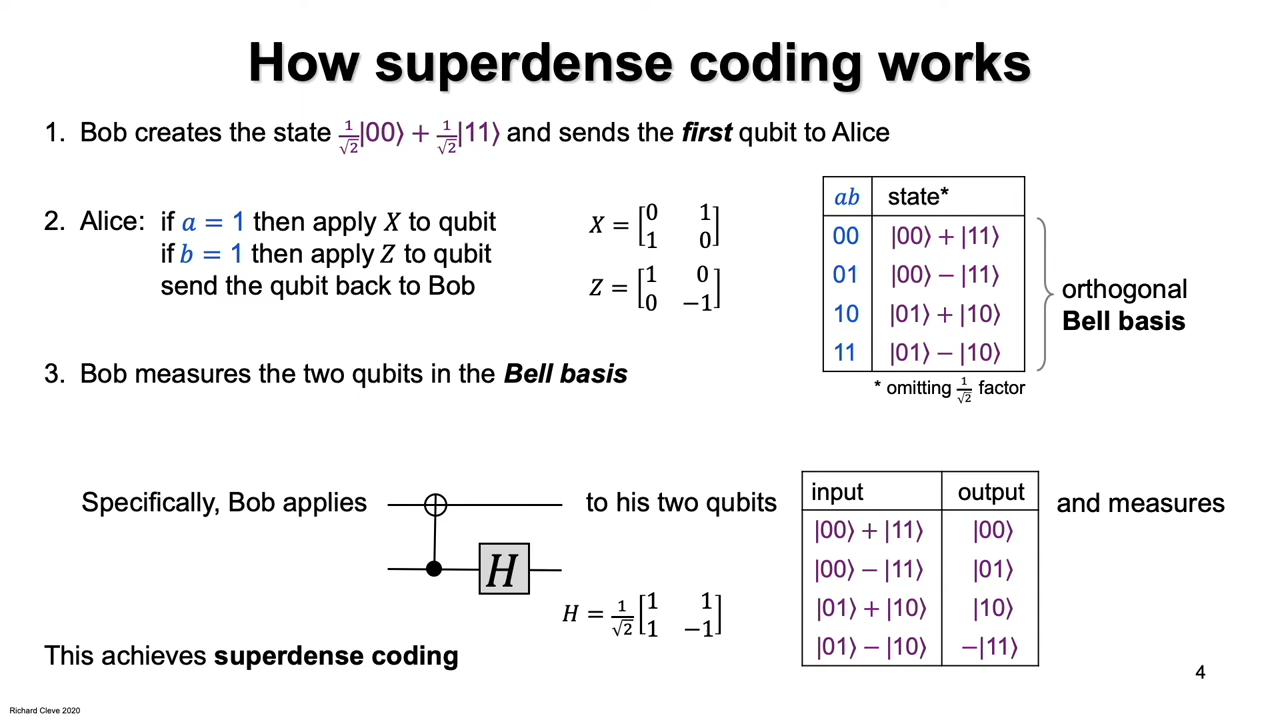 How superdense coding works
1. Bob creates the state 1/√2|00⟩ + 1/√2|11⟩ and sends the first qubit to Alice
2. Alice: if a = 1 then apply X to qubit
if b = 1 then apply Z to qubit
send the qubit back to Bob
X = [0 1
1 0]
Z = [1 0
0 −1]
ab state*
00 |00⟩ + |11⟩
01 |00⟩ − |11⟩
10 |01⟩ + |10⟩
11 |01⟩ − |10⟩
* omitting 1/√2 factor
orthogonal
Bell basis
3. Bob measures the two qubits in the Bell basis
Specifically, Bob applies
H
to his two qubits
H = 1/√2 [1 1
1 −1]
input output
|00⟩ + |11⟩ |00⟩
|00⟩ − |11⟩ |01⟩
|01⟩ + |10⟩ |10⟩
|01⟩ − |10⟩ −|11⟩
and measures
This achieves superdense coding
4
Richard Cleve 2020